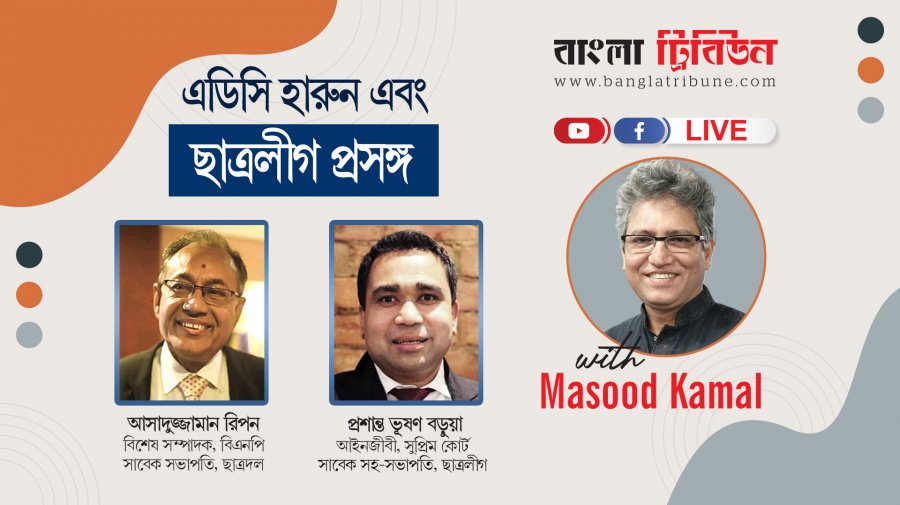 বাংলা ট্রিবিউন
www.banglatribune.com
LIVE
এডিসি হারুন এবং
ছাত্রলীগ প্রসঙ্গ
with
Masood Kamal
আসাদুজ্জামান রিপন
বিশেষ সম্পাদক, বিএনপি
সাবেক সভাপতি, ছাত্রদল
প্রশান্ত ভূষণ বড়ুয়া
আইনজীবী, সুপ্রিম কোর্ট
সাবেক সহ-সভাপতি, ছাত্রলীগ